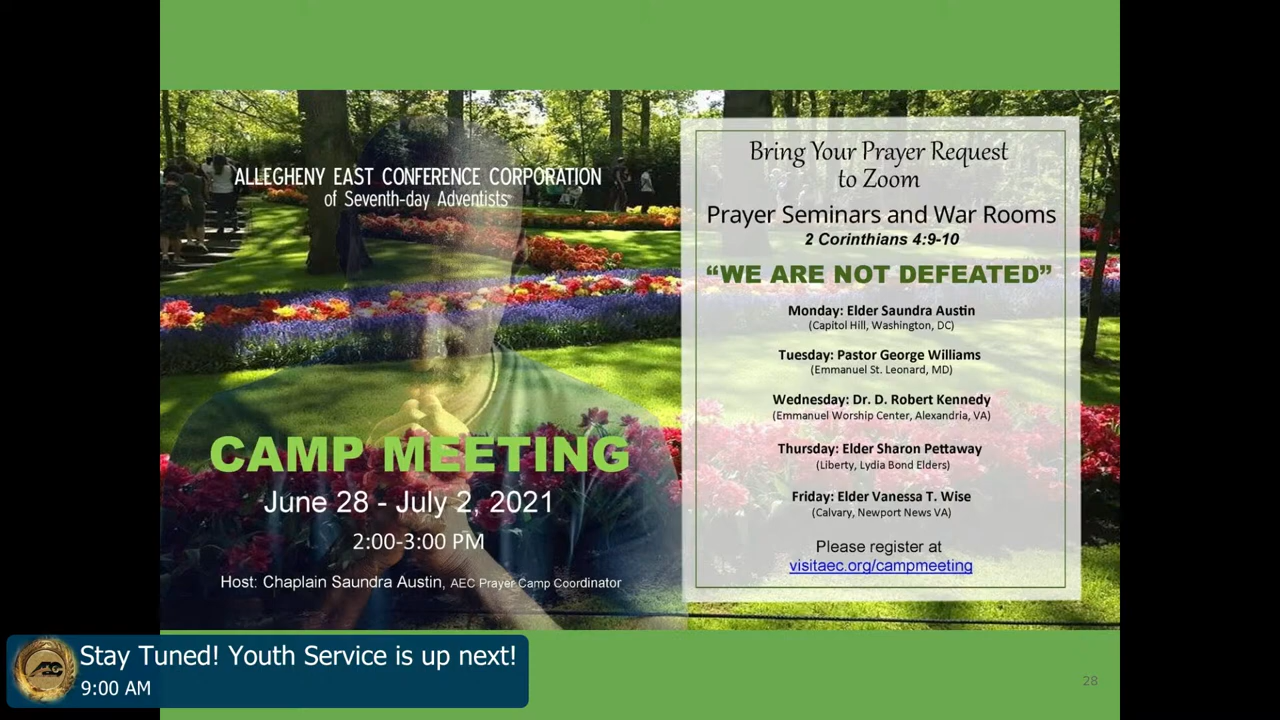 ALLEGHENY EAST CONFERENCE CORPORATION
of Seventh-day Adventists
CAMP MEETING
June 28 - July 2, 2021
2:00-3:00 PM
Host: Chaplain Saundra Austin, AEC Prayer Camp Coordinator
Bring Your Prayer Request
to Zoom
Prayer Seminars and War Rooms
2 Corinthians 4:9-10
“WE ARE NOT DEFEATED”
Monday: Elder Saundra Austin
(Capitol Hill, Washington, DC)
Tuesday: Pastor George Williams
(Emmanuel St. Leonard, MD)
Wednesday: Dr. D. Robert Kennedy
(Emmanuel Worship Center, Alexandria, VA)
Thursday: Elder Sharon Pettaway
(Liberty, Lydia Bond Elders)
Friday: Elder Vanessa T. Wise
(Calvary, Newport News VA)
Please register at
visitaec.org/campmeeting
Stay Tuned! Youth Service is up next!
9:00 AM
28